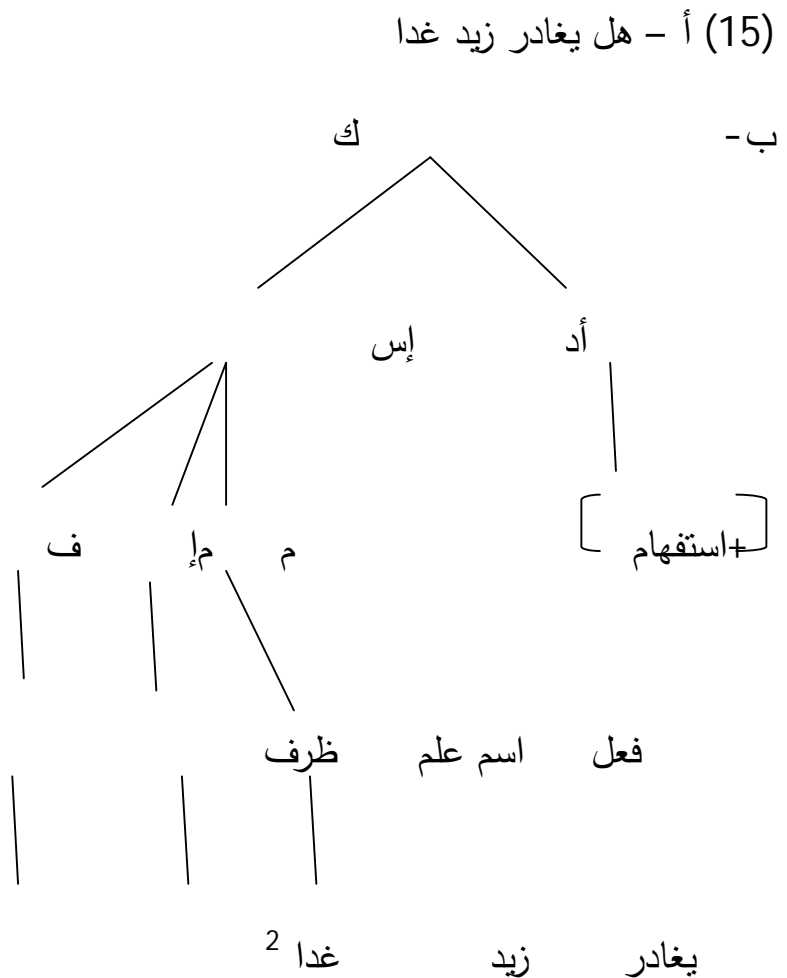 (15) أ – هل يغادر زيد غدا
ب- ك
أد إس
+استفهام م مإ ف
فعل اسم علم ظرف
يغادر زيد غدا 2